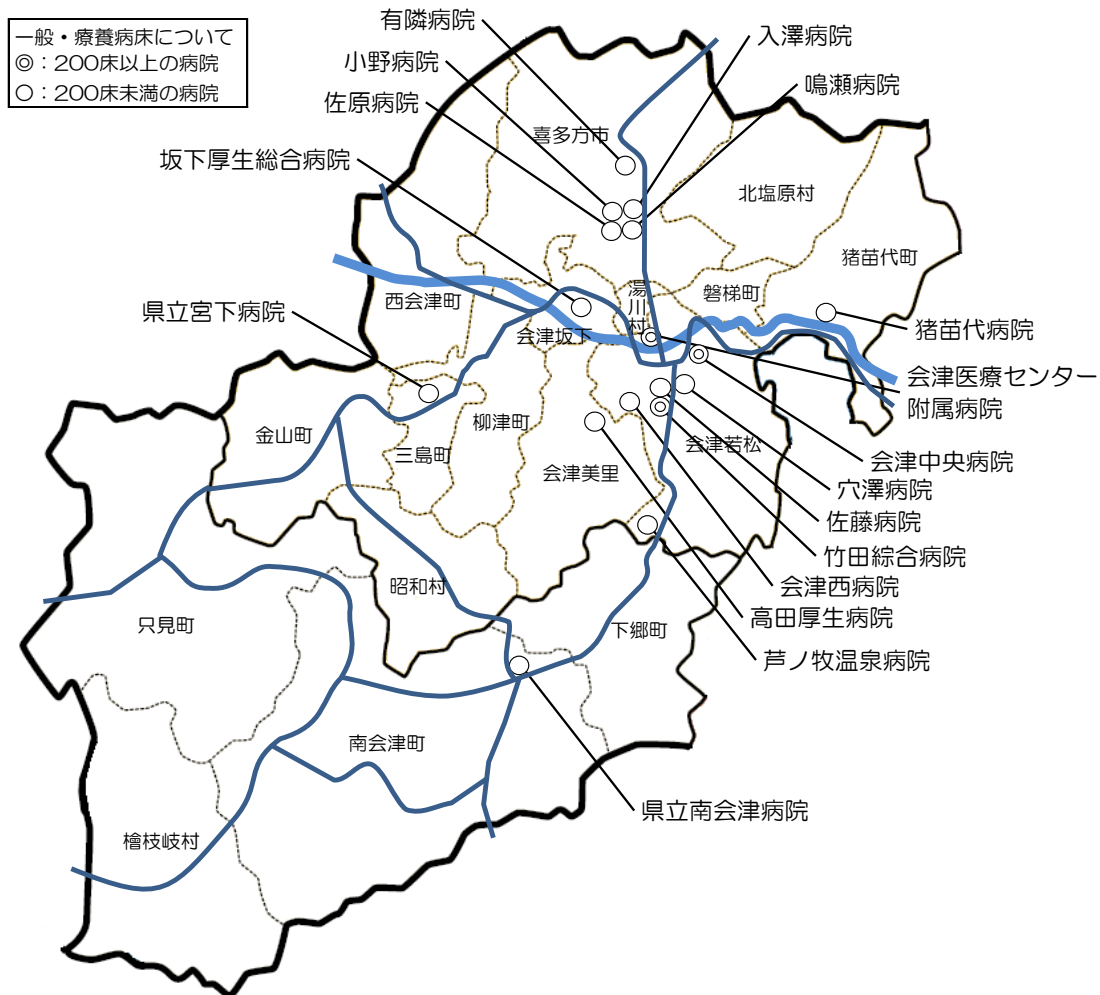 一般・療養病床について
◎：200床以上の病院
○：200床未満の病院
有隣病院
入澤病院
小野病院
鳴瀬病院
佐原病院
喜多方市
坂下厚生総合病院
北塩原村
猪苗代町
磐梯町
湯川村
西会津町
県立宮下病院
会津坂下
猪苗代病院
会津医療センター
附属病院
柳津町
金山町
三島町
会津若松
会津美里
会津中央病院
穴澤病院
佐藤病院
竹田綜合病院
会津西病院
昭和村
高田厚生病院
只見町
下郷町
芦ノ牧温泉病院
南会津町
県立南会津病院
檜枝岐村